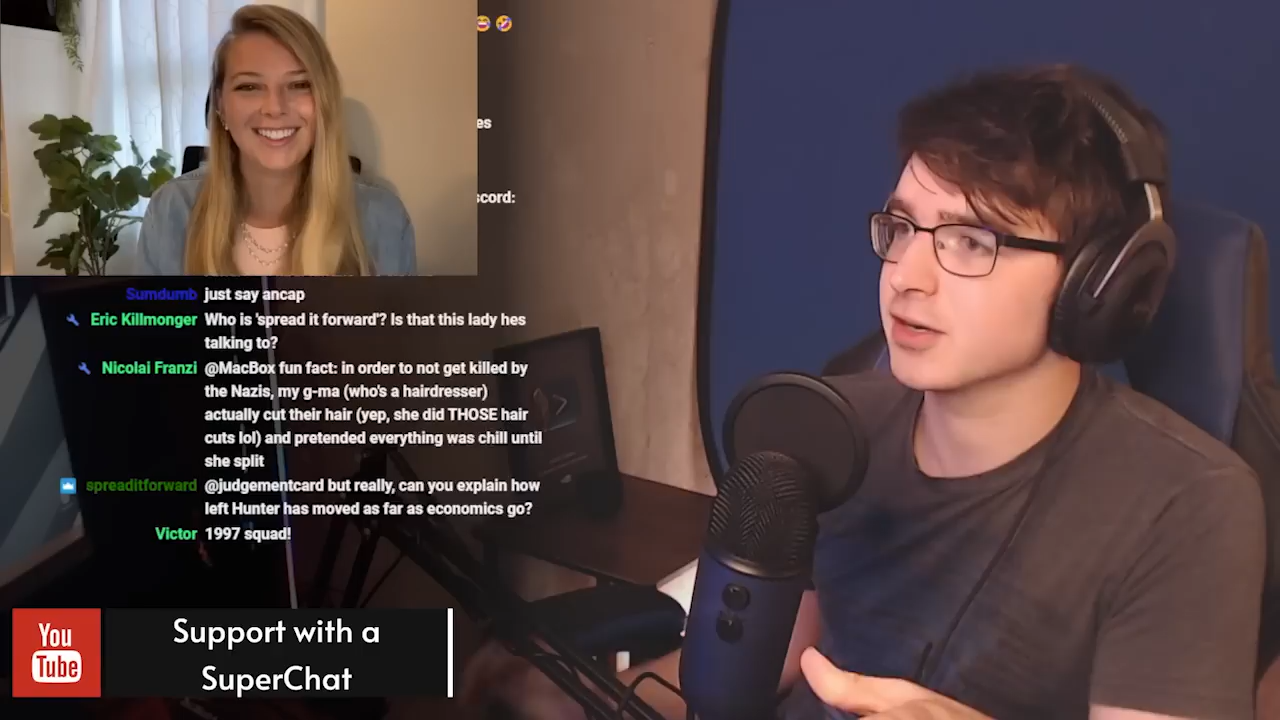 es
scord:
Sumdumb just say ancap
Eric Killmonger Who is 'spread it forward'? Is that this lady hes
talking to?
Nicolai Franzi @MacBox fun fact: in order to not get killed by
the Nazis, my g-ma (who's a hairdresser)
actually cut their hair (yep, she did THOSE hair
cuts lol) and pretended everything was chill until
she split
spreaditforward @judgementcard but really, can you explain how
left Hunter has moved as far as economics go?
Victor 1997 squad!
You
Tube
Support with a
SuperChat